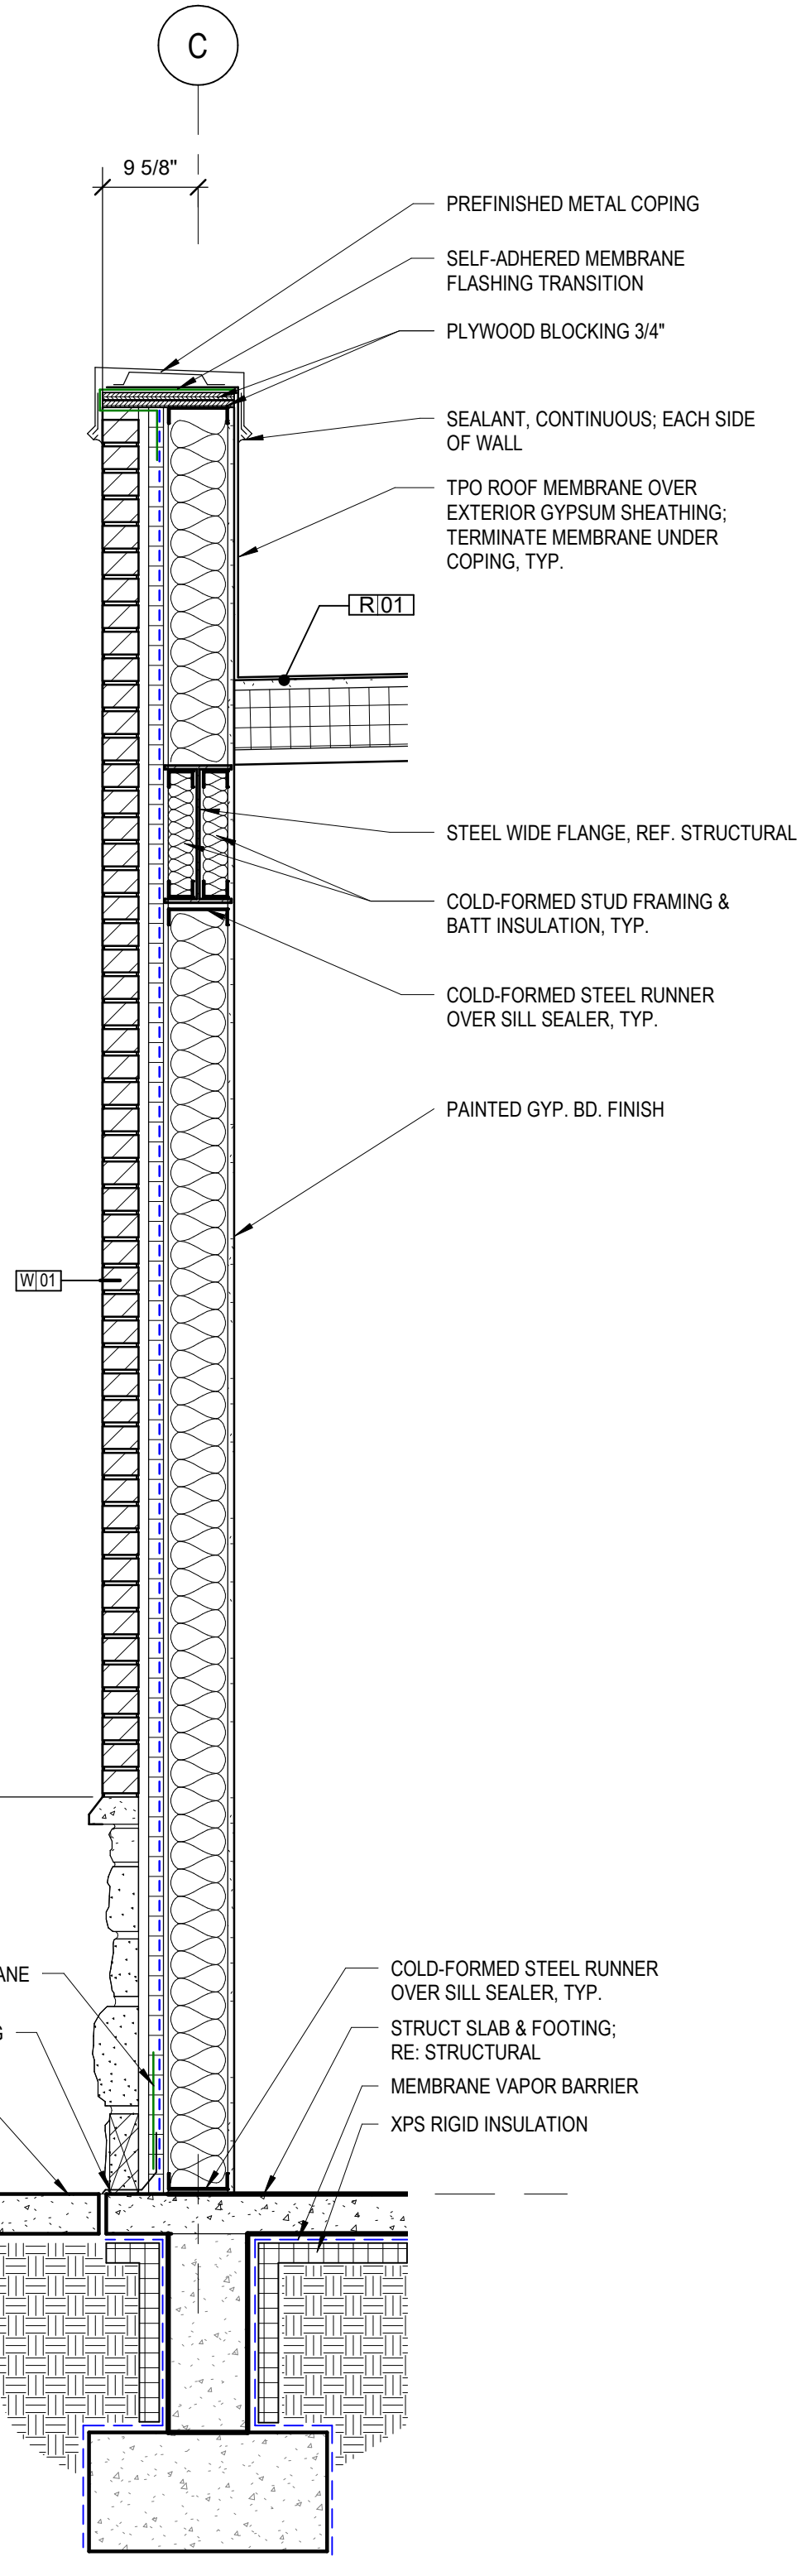 C
9 5/8"
PREFINISHED METAL COPING
SELF-ADHERED MEMBRANE
FLASHING TRANSITION
PLYWOOD BLOCKING 3/4"
SEALANT, CONTINUOUS; EACH SIDE
OF WALL
TPO ROOF MEMBRANE OVER
EXTERIOR GYPSUM SHEATHING;
TERMINATE MEMBRANE UNDER
COPING, TYP.
R 01
STEEL WIDE FLANGE, REF. STRUCTURAL
COLD-FORMED STUD FRAMING &
BATT INSULATION, TYP.
COLD-FORMED STEEL RUNNER
OVER SILL SEALER, TYP.
PAINTED GYP. BD. FINISH
W 01
COLD-FORMED STEEL RUNNER
OVER SILL SEALER, TYP.
STRUCT SLAB & FOOTING;
RE: STRUCTURAL
MEMBRANE VAPOR BARRIER
XPS RIGID INSULATION